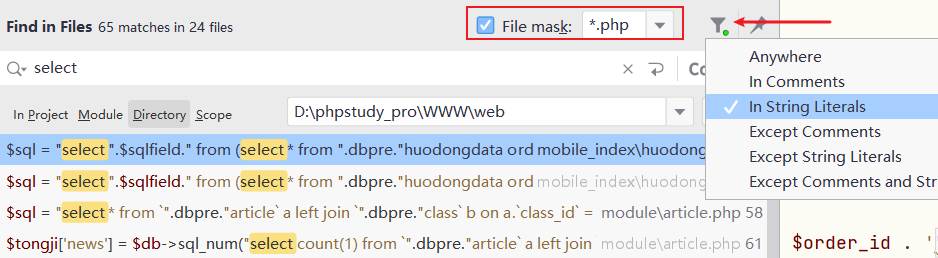 Find in Files 65 matches in 24 files File mask: *.php
select
Anywhere
In Comments
In String Literals
Except Comments
Except String Literals
Except Comments and Str
In Project Module Directory Scope D:\phpstudy_pro\WWW\web
$sql = "select".$sqlfield." from (select * from ".dbpre."huodongdata ord mobile_index\huodong
$sql = "select".$sqlfield." from (select * from ".dbpre."huodongdata ord mobile_index\huodong
$sql = "select * from `".dbpre."article` a left join `".dbpre."class` b on a.`class_id` = module\article.php 58
$tongji['news'] = $db->sql_num("select count(1) from `".dbpre."article` a left join module\article.php 61
$order_id . '